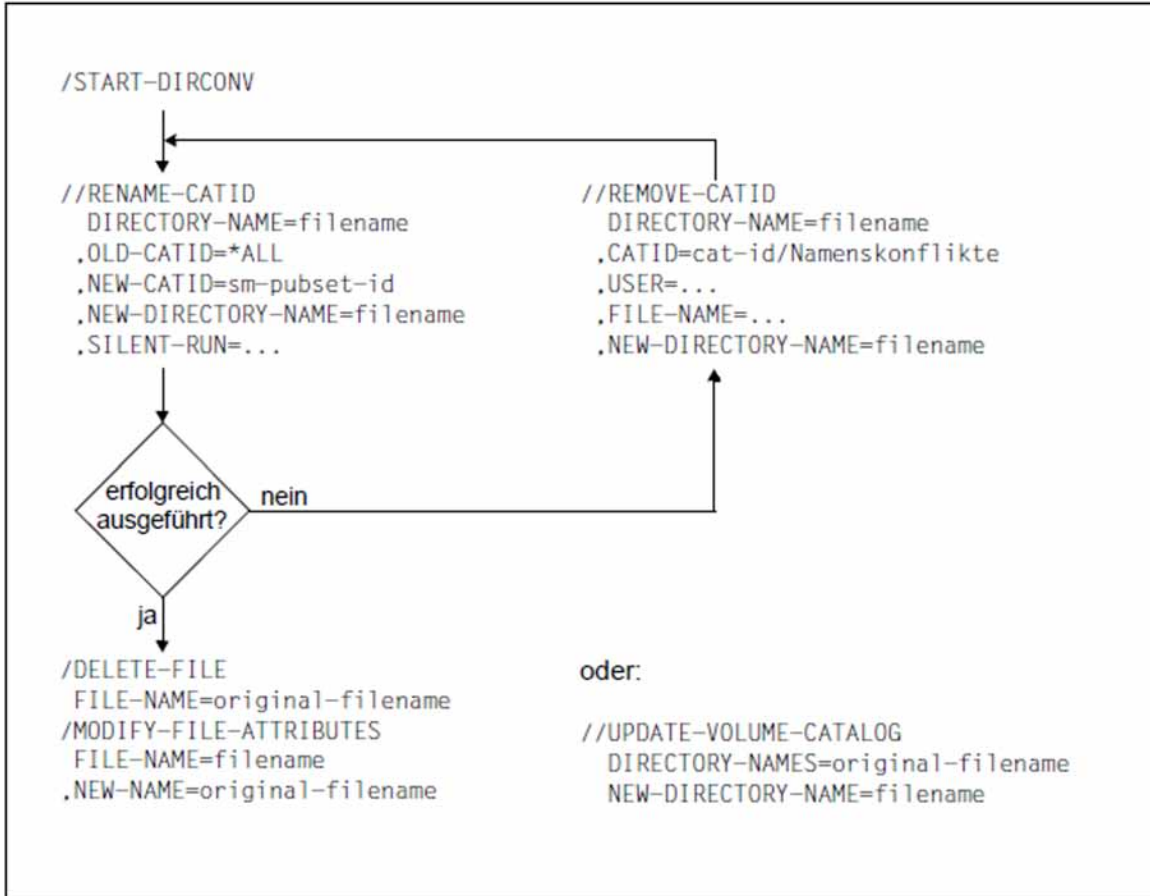 /START-DIRCONV
//RENAME-CATID
DIRECTORY-NAME=filename
,OLD-CATID=*ALL
,NEW-CATID=sm-pubset-id
,NEW-DIRECTORY-NAME=filename
,SILENT-RUN=...
//REMOVE-CATID
DIRECTORY-NAME=filename
,CATID=cat-id/Namenskonflikte
,USER=...
,FILE-NAME=...
,NEW-DIRECTORY-NAME=filename
erfolgreich
ausgeführt?
nein
ja
/DELETE-FILE
FILE-NAME=original-filename
/MODIFY-FILE-ATTRIBUTES
FILE-NAME=filename
,NEW-NAME=original-filename
oder:
//UPDATE-VOLUME-CATALOG
DIRECTORY-NAMES=original-filename
NEW-DIRECTORY-NAME=filename